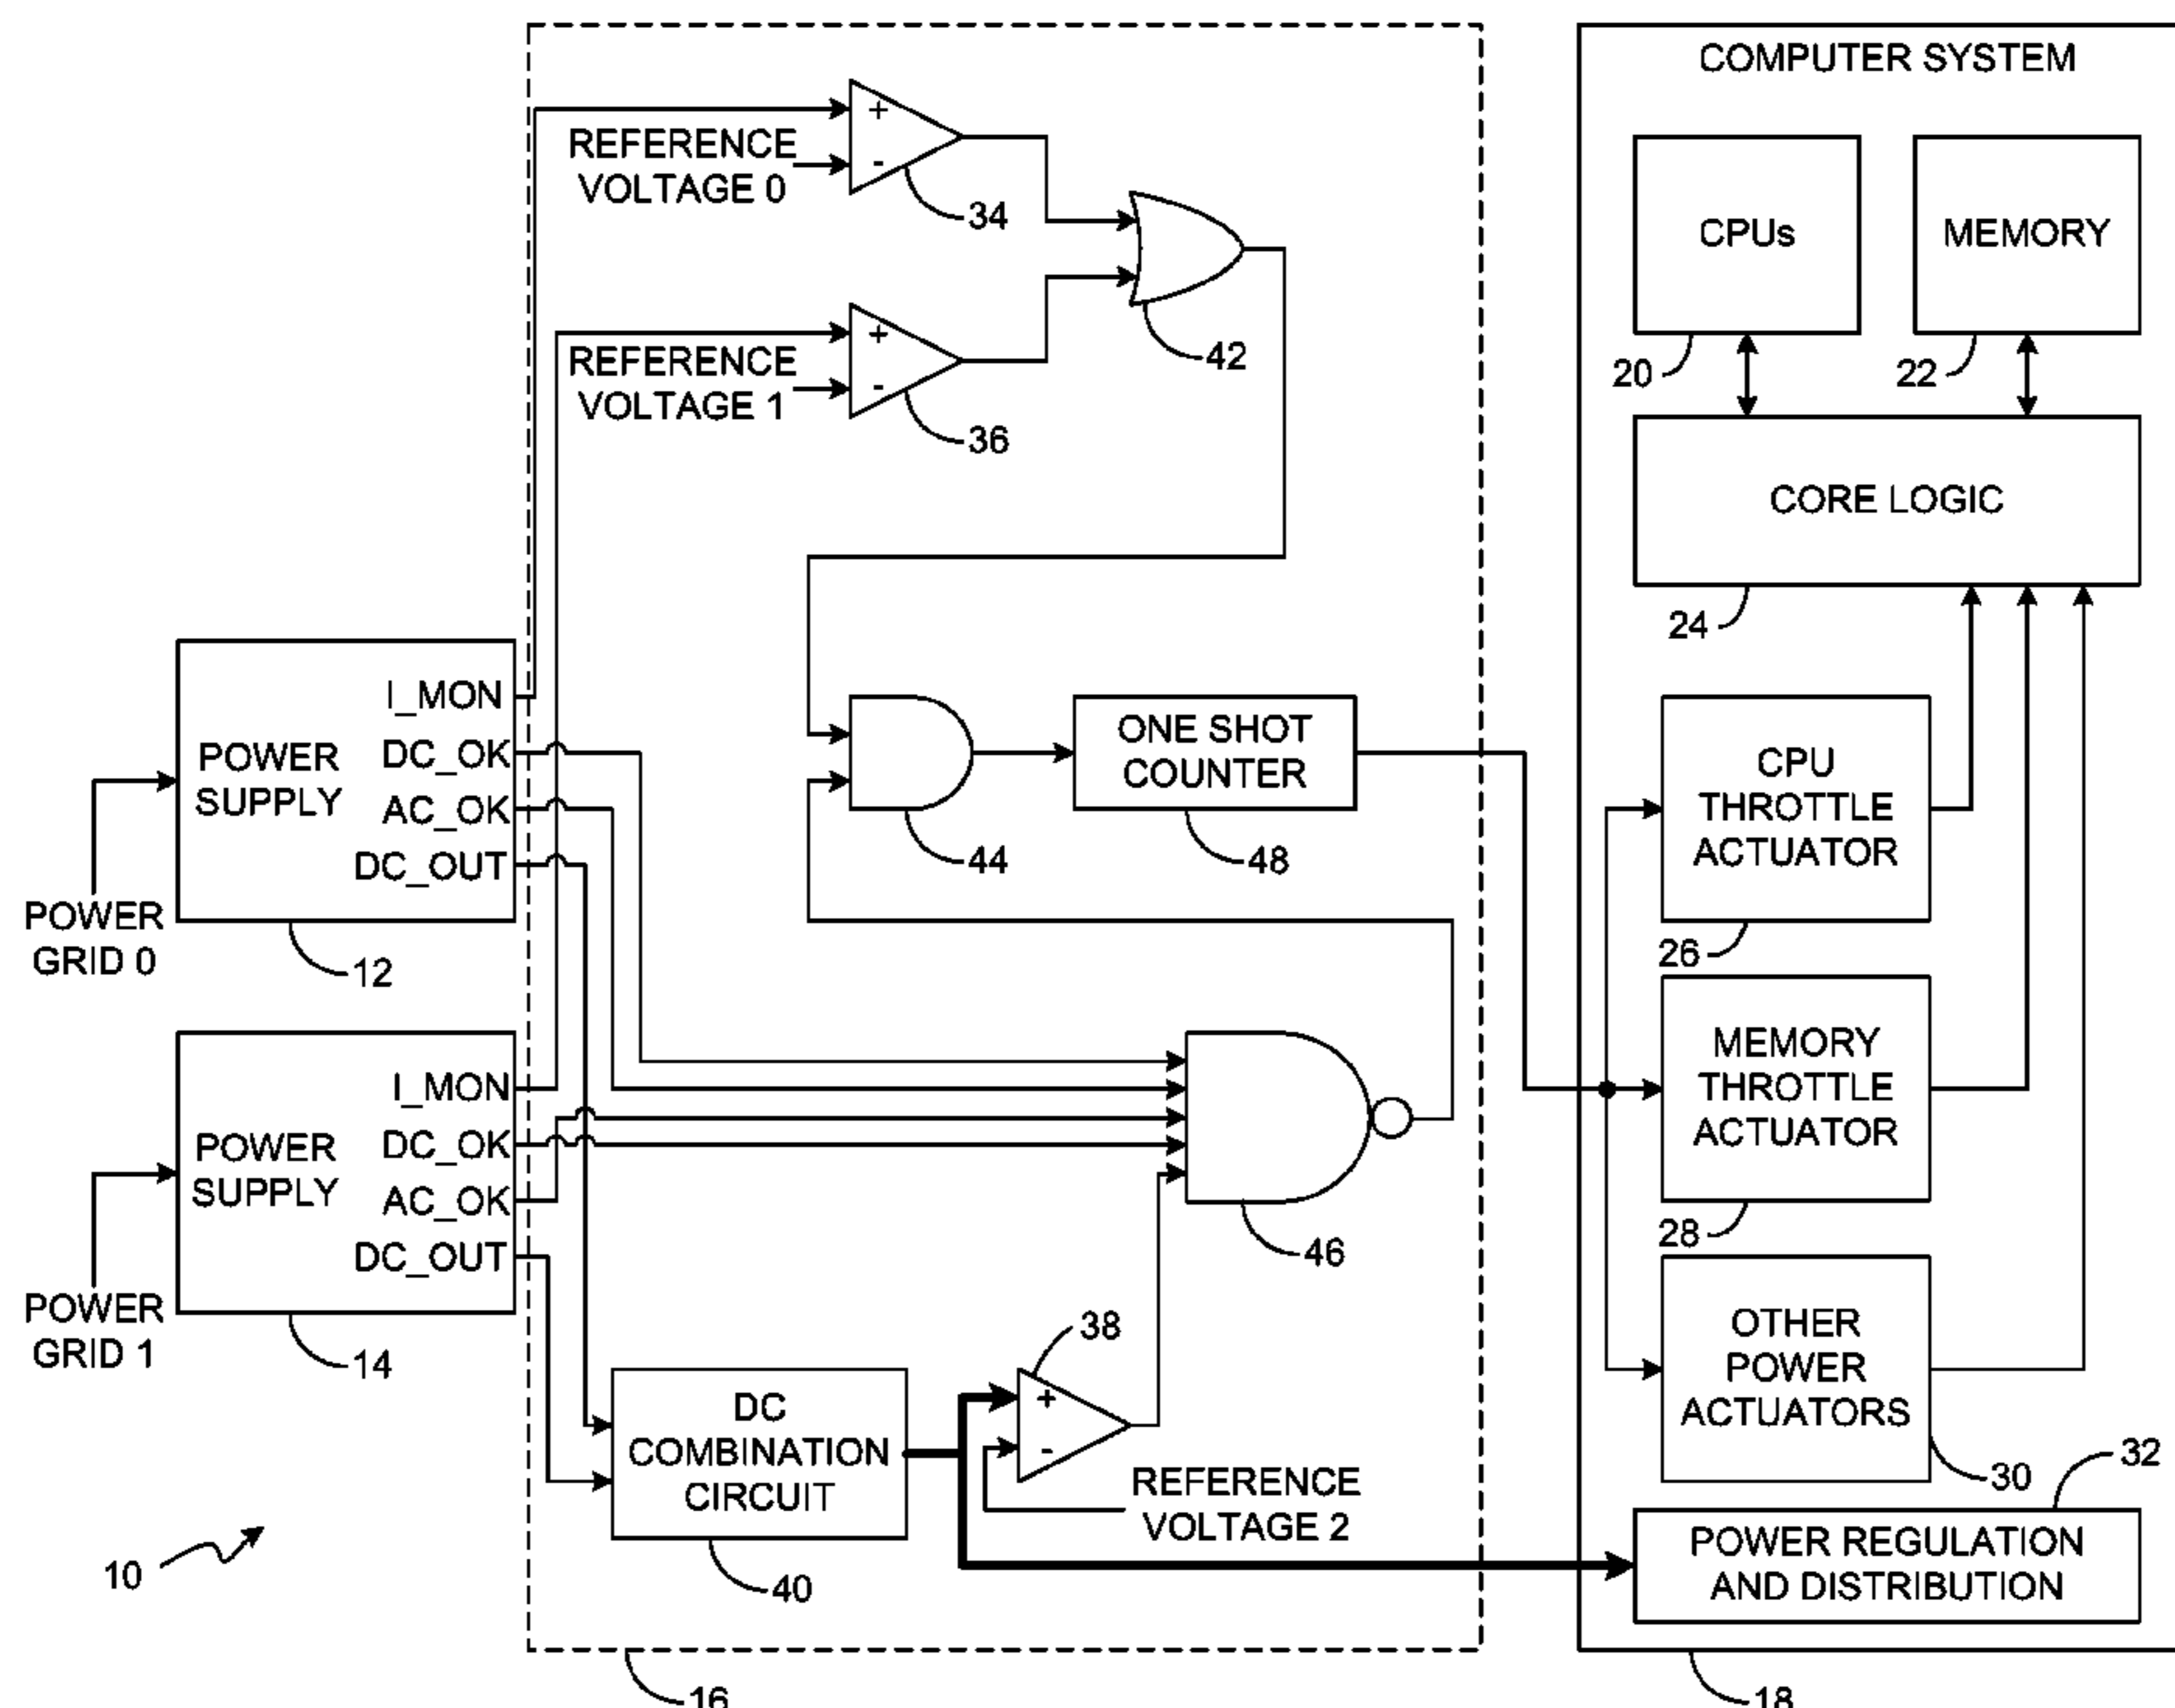 COMPUTER SYSTEM
+
REFERENCE
VOLTAGE 0
-
34
CPUs
MEMORY
42
20
22
+
REFERENCE
VOLTAGE 1
-
36
CORE LOGIC
24
I_MON
POWER
SUPPLY
DC_OK
AC_OK
DC_OUT
POWER
GRID 0
12
44
ONE SHOT
COUNTER
48
CPU
THROTTLE
ACTUATOR
26
I_MON
POWER
SUPPLY
DC_OK
AC_OK
DC_OUT
POWER
GRID 1
14
46
MEMORY
THROTTLE
ACTUATOR
28
38
DC
COMBINATION
CIRCUIT
40
+
-
REFERENCE
VOLTAGE 2
OTHER
POWER
ACTUATORS
30
32
POWER REGULATION
AND DISTRIBUTION
10
16
18